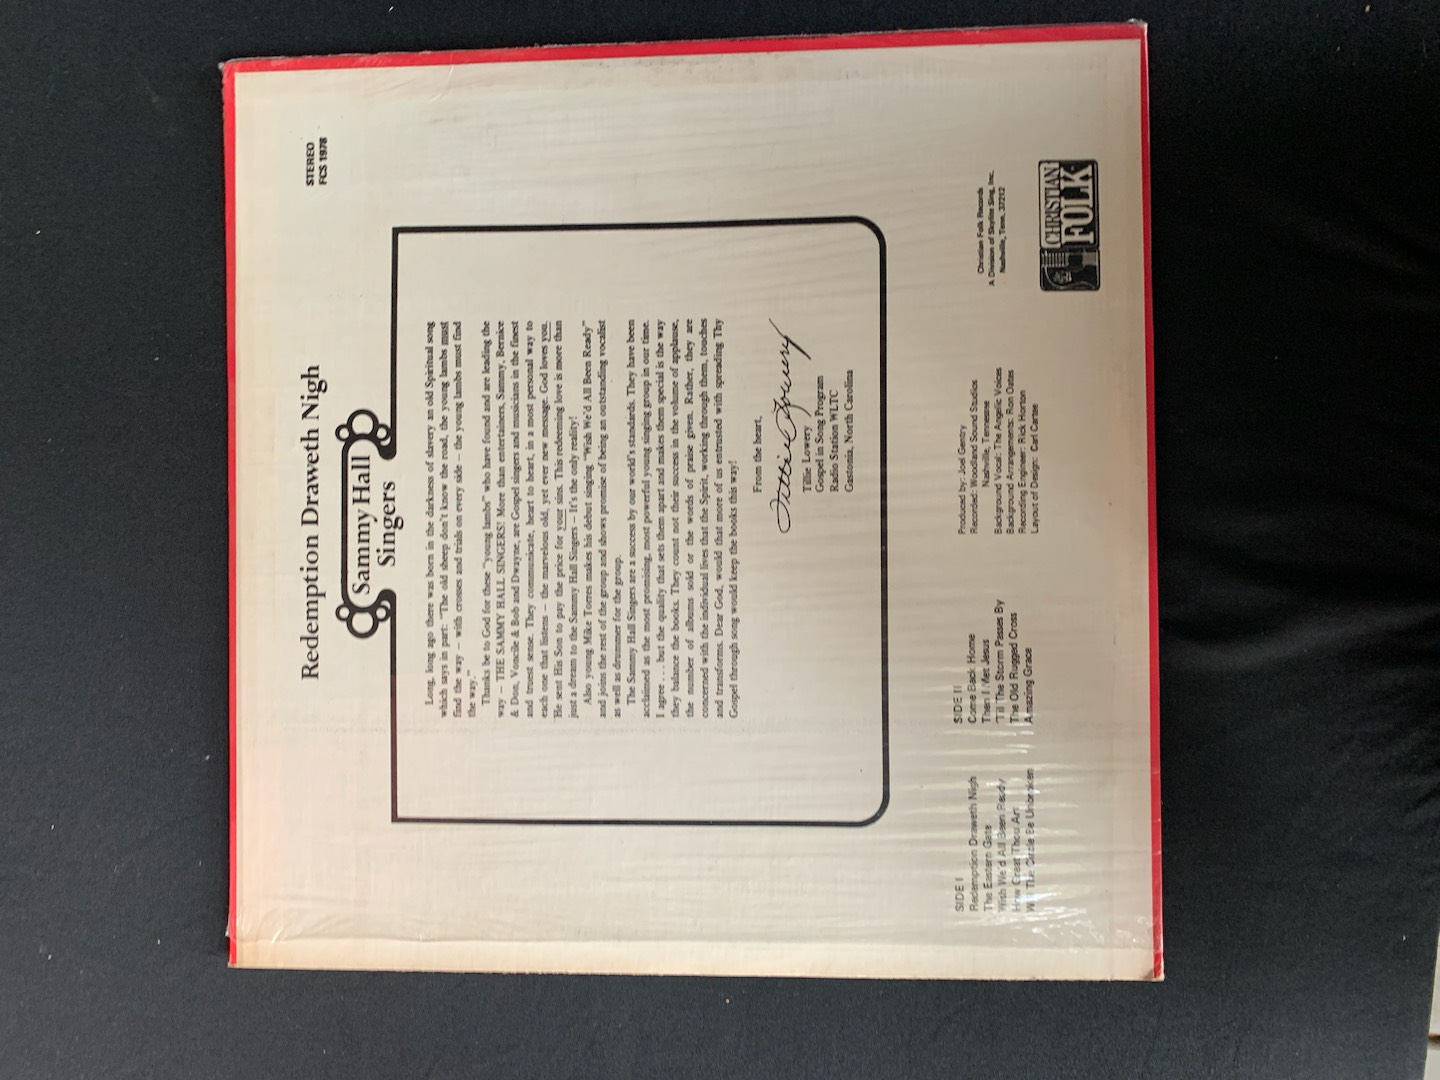 STEREO
FCS 1978
Redemption Draweth Nigh
Sammy Hall
Singers
Long, long ago there was born in the darkness of slavery an old Spiritual song
which says in part: "The old sheep don't know the road, the young lambs must
find the way – with crosses and trials on every side – the young lambs must find
the way."
Thanks be to God for these "young lambs" who have found and are leading the
way – THE SAMMY HALL SINGERS! More than entertainers, Sammy, Bernice
& Don, Voncile & Bob and Dwayne, are Gospel singers and musicians in the finest
and truest sense. They communicate, heart to heart, in a most personal way to
each one that listens – the marvelous old, yet ever new message. God loves you.
He sent His Son to pay the price for your sins. This redeeming love is more than
just a dream to the Sammy Hall Singers – It's the only reality!
Also young Mike Torres makes his debut singing "Wish We'd All Been Ready"
and joins the rest of the group and shows promise of being an outstanding vocalist
as well as drummer for the group.
The Sammy Hall Singers are a success by our world's standards. They have been
acclaimed as the most promising, most powerful young singing group in our time.
I agree . . . but the quality that sets them apart and makes them special is the way
they balance the books. They count not their success in the volume of applause,
the number of albums sold or the words of praise given. Rather, they are
concerned with the individual lives that the Spirit, working through them, touches
and transforms. Dear God, would that more of us entrusted with spreading Thy
Gospel through song would keep the books this way!
From the heart,
Tillie Lowery
Tillie Lowery
Gospel in Song Program
Radio Station WLTC
Gastonia, North Carolina
SIDE I
Redemption Draweth Nigh
The Eastern Gate
Wish We'd All Been Ready
How Great Thou Art
Will The Circle Be Unbroken
SIDE II
Come Back Home
Then I Met Jesus
'Til The Storm Passes By
The Old Rugged Cross
Amazing Grace
Produced by: Joel Gentry
Recorded: Woodland Sound Studios
Nashville, Tennessee
Background Vocal: The Angelic Voices
Background Arrangements: Ron Oates
Recording Engineer: Rick Horton
Layout of Design: Carl Cartee
Christian Folk Records
A Division of Skylite Sing, Inc.
Nashville, Tenn. 37212
CHRISTIAN
FOLK